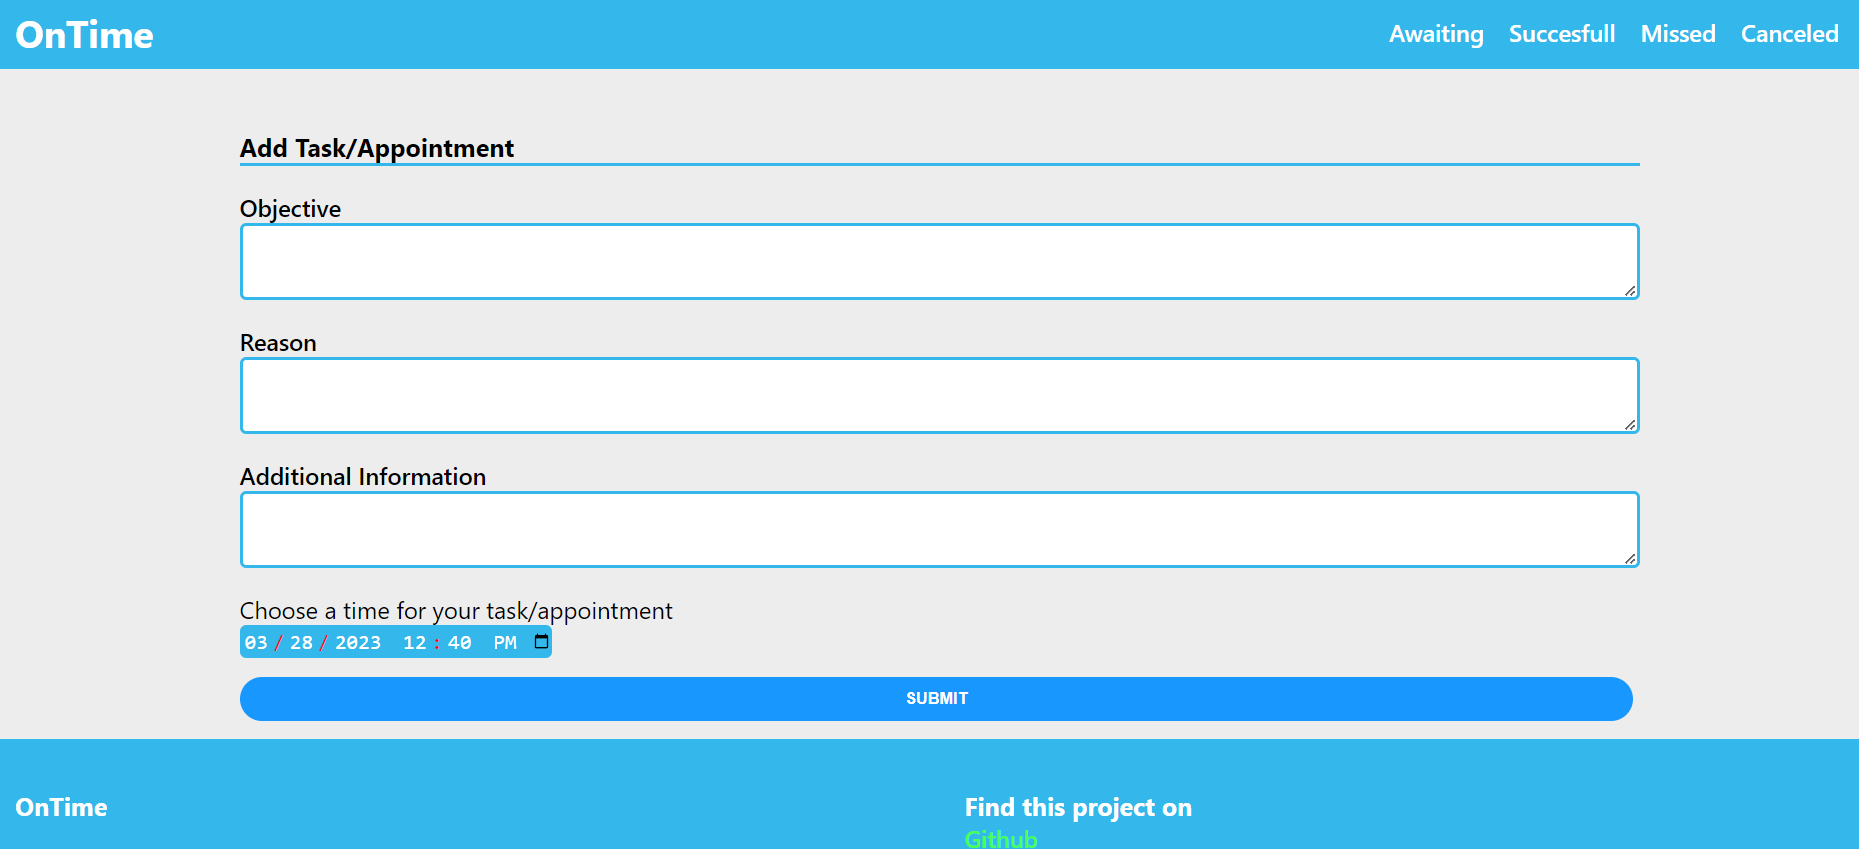 OnTime
Awaiting Succesfull Missed Canceled
Add Task/Appointment
Objective
Reason
Additional Information
Choose a time for your task/appointment
03/28/2023 12:40 PM
SUBMIT
OnTime
Find this project on
Github